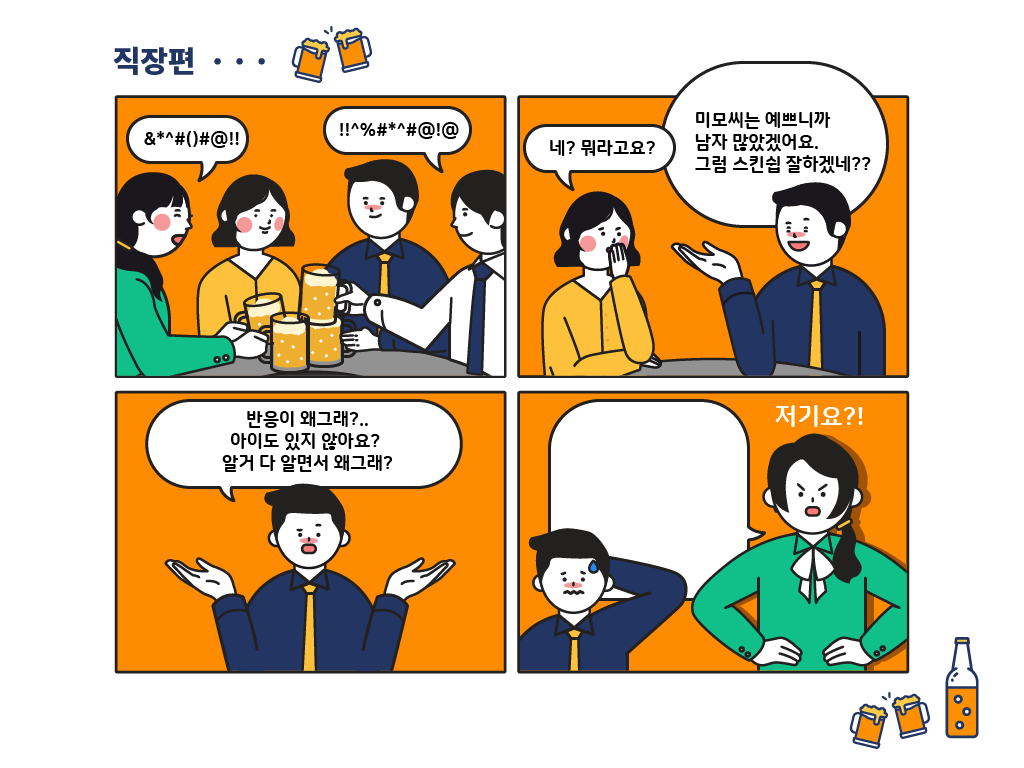 직장편 . . .
&*^#()#@!!
!!^%#*^#@!@
네? 뭐라고요?
미모씨는 예쁘니까
남자 많았겠어요.
그럼 스킨쉽 잘하겠네??
반응이 왜그래?..
아이도 있지 않아요?
알거 다 알면서 왜그래?
저기요?!